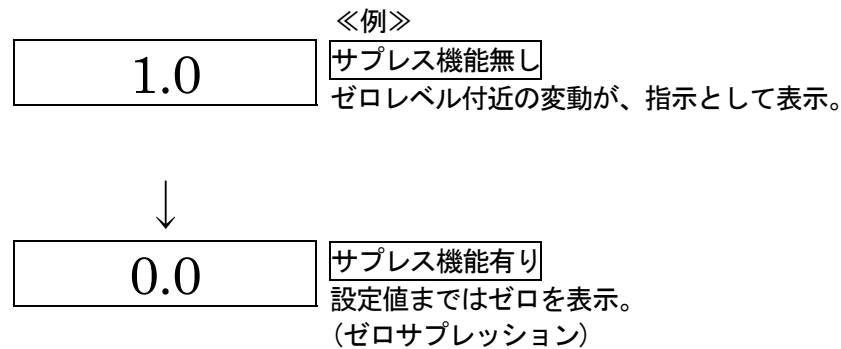 ≪例≫
1.0
サプレス機能無し
ゼロレベル付近の変動が、指示として表示。
↓
0.0
サプレス機能有り
設定値まではゼロを表示。
(ゼロサプレッション)